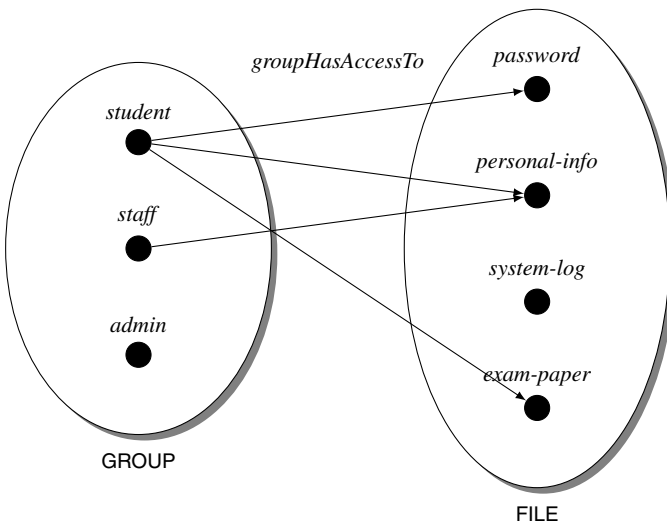 groupHasAccessTo
student
staff
admin
GROUP
password
personal-info
system-log
exam-paper
FILE